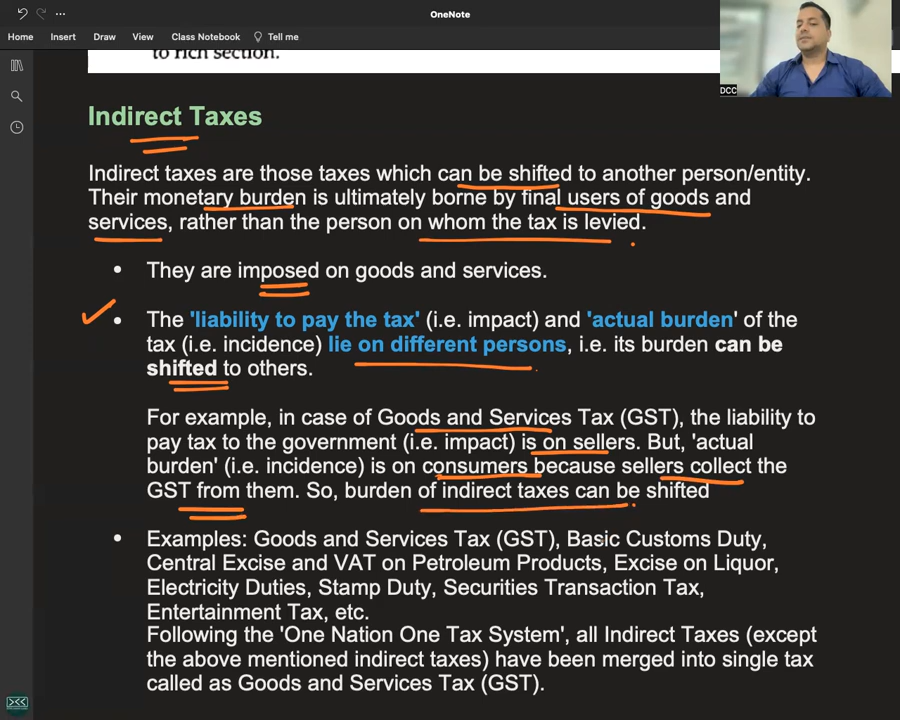 OneNote
Home Insert Draw View Class Notebook Tell me
to rich section.
DCC
Indirect Taxes
Indirect taxes are those taxes which can be shifted to another person/entity.
Their monetary burden is ultimately borne by final users of goods and
services, rather than the person on whom the tax is levied.
• They are imposed on goods and services.
• The 'liability to pay the tax' (i.e. impact) and 'actual burden' of the
tax (i.e. incidence) lie on different persons, i.e. its burden can be
shifted to others.
For example, in case of Goods and Services Tax (GST), the liability to
pay tax to the government (i.e. impact) is on sellers. But, 'actual
burden' (i.e. incidence) is on consumers because sellers collect the
GST from them. So, burden of indirect taxes can be shifted
• Examples: Goods and Services Tax (GST), Basic Customs Duty,
Central Excise and VAT on Petroleum Products, Excise on Liquor,
Electricity Duties, Stamp Duty, Securities Transaction Tax,
Entertainment Tax, etc.
Following the 'One Nation One Tax System', all Indirect Taxes (except
the above mentioned indirect taxes) have been merged into single tax
called as Goods and Services Tax (GST).